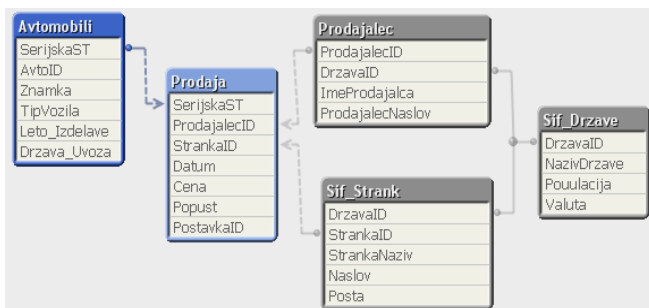 Avtomobili
SerijskaST
AvtoID
Znamka
TipVozila
Leto_Izdelave
Drzava_Uvoza
Prodaja
SerijskaST
ProdajalecID
StrankaID
Datum
Cena
Popust
PostavkaID
Prodajalec
ProdajalecID
DrzavaID
ImeProdajalca
ProdajalecNaslov
Sif_Strank
DrzavaID
StrankaID
StrankaNaziv
Naslov
Posta
Sif_Drzave
DrzavaID
NazivDrzave
Pouulacija
Valuta